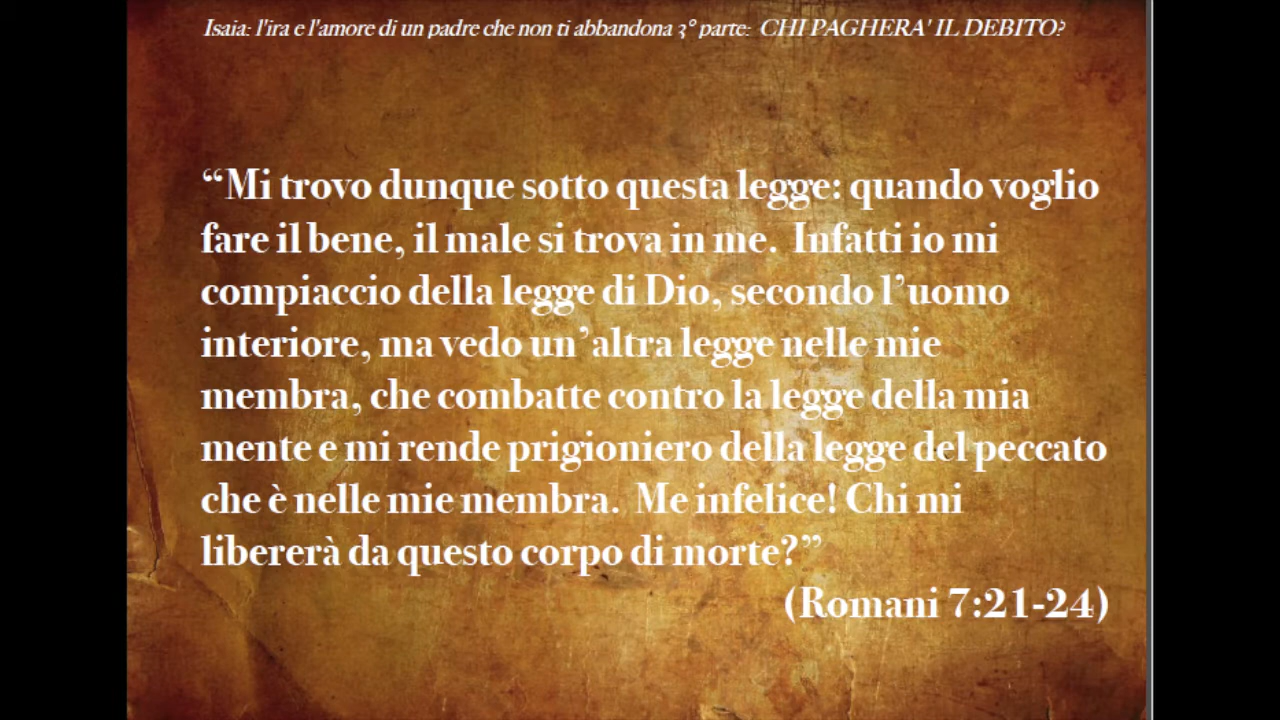 Isaia: l'ira e l'amore di un padre che non ti abbandona 3° parte:  CHI PAGHERA' IL DEBITO?
“Mi trovo dunque sotto questa legge: quando voglio
fare il bene, il male si trova in me.  Infatti io mi
compiaccio della legge di Dio, secondo l’uomo
interiore, ma vedo un’altra legge nelle mie
membra, che combatte contro la legge della mia
mente e mi rende prigioniero della legge del peccato
che è nelle mie membra.  Me infelice! Chi mi
libererà da questo corpo di morte?”
(Romani 7:21-24)